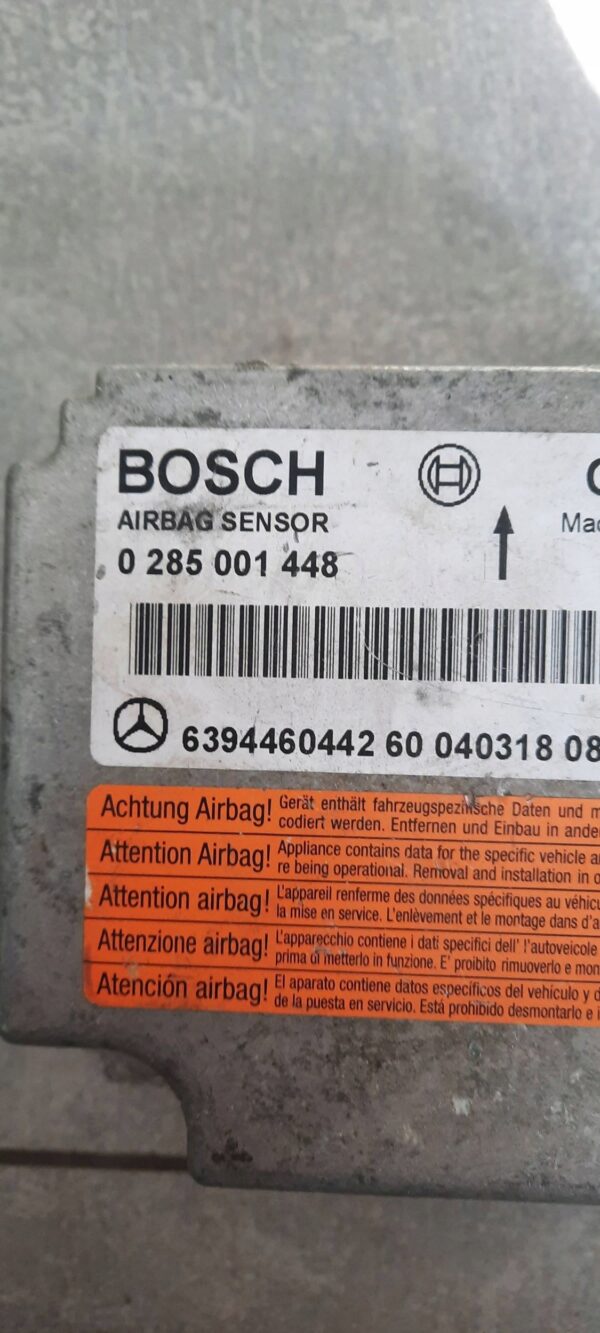 BOSCH
AIRBAG SENSOR
0 285 001 448
6394460442 60 040318 08
Achtung Airbag! Gerät enthält fahrzeugspezifische Daten und m
codiert werden. Entfernen und Einbau in ande
Attention Airbag! Appliance contains data for the specific vehicle
re being operational. Removal and installation in o
Attention airbag! L'appareil renferme des données spécifiques au véhicu
la mise en service. L'enlèvement et le montage dans d'a
Attenzione airbag! L'apparecchio contiene i dati specifici dell' l'autoveicole
prima di metterlo in funzione. E' proibito rimuoverlo e mon
Atención airbag! El aparato contiene datos específicos del vehículo y d
de la puesta en servicio. Está prohibido desmontarlo e i